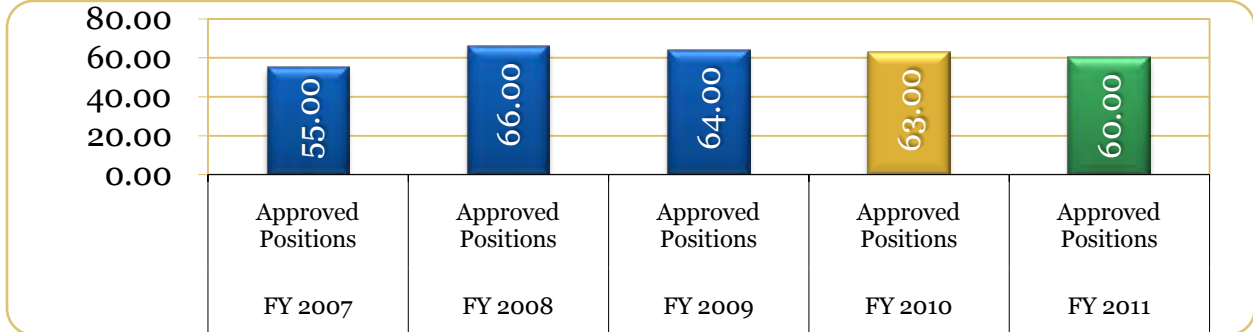 80.00
60.00
40.00
20.00
0.00
55.00
66.00
64.00
63.00
60.00
Approved
Positions
Approved
Positions
Approved
Positions
Approved
Positions
Approved
Positions
FY 2007
FY 2008
FY 2009
FY 2010
FY 2011